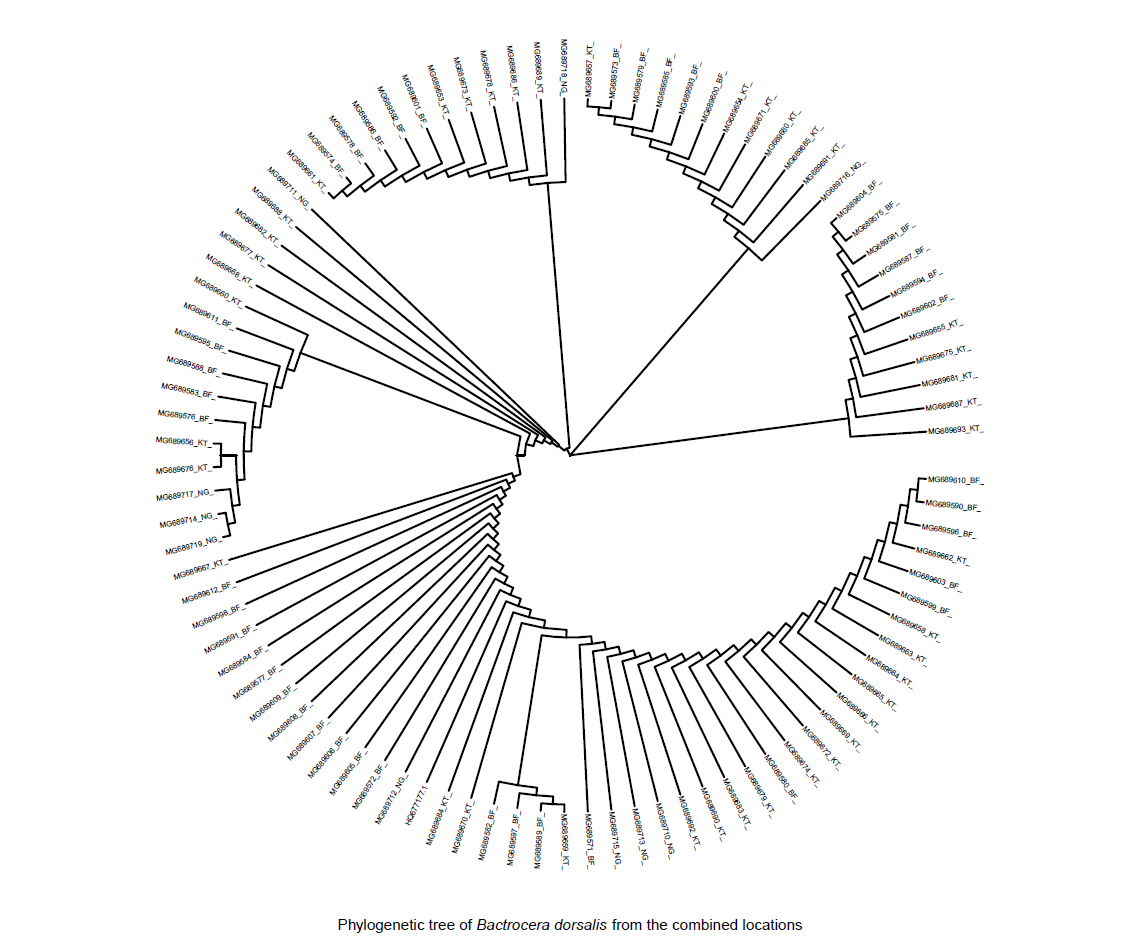 MG689718_NG_
MG689657_KT_
MG689573_BF_
MG689579_BF_
MG689585_BF_
MG689593_BF_
MG689600_BF_
MG689654_KT_
MG689671_KT_
MG689680_KT_
MG689685_KT_
MG689691_KT_
MG689716_NG_
MG689604_BF_
MG689575_BF_
MG689581_BF_
MG689587_BF_
MG689594_BF_
MG689602_BF_
MG689655_KT_
MG689675_KT_
MG689681_KT_
MG689687_KT_
MG689693_KT_
MG689610_BF_
MG689590_BF_
MG689596_BF_
MG689662_KT_
MG689603_BF_
MG689599_BF_
MG689658_KT_
MG689663_KT_
MG689664_KT_
MG689665_KT_
MG689666_KT_
MG689669_KT_
MG689672_KT_
MG689674_KT_
MG689580_BF_
MG689679_KT_
MG689683_KT_
MG689690_KT_
MG689692_KT_
MG689710_NG_
MG689713_NG_
MG689715_NG_
MG689571_BF_
MG689659_KT_
MG689589_BF_
MG689597_BF_
MG689582_BF_
MG689670_KT_
MG689684_KT_
HQ677177.1
MG689712_NG_
MG689572_BF_
MG689605_BF_
MG689606_BF_
MG689607_BF_
MG689608_BF_
MG689609_BF_
MG689577_BF_
MG689584_BF_
MG689591_BF_
MG689598_BF_
MG689612_BF_
MG689667_KT_
MG689719_NG_
MG689714_NG_
MG689717_NG_
MG689676_KT_
MG689656_KT_
MG689576_BF_
MG689583_BF_
MG689588_BF_
MG689595_BF_
MG689611_BF_
MG689660_KT_
MG689668_KT_
MG689677_KT_
MG689682_KT_
MG689688_KT_
MG689711_NG_
MG689661_KT_
MG689574_BF_
MG689578_BF_
MG689586_BF_
MG689592_BF_
MG689601_BF_
MG689653_KT_
MG689673_KT_
MG689678_KT_
MG689686_KT_
MG689689_KT_
Phylogenetic tree of Bactrocera dorsalis from the combined locations